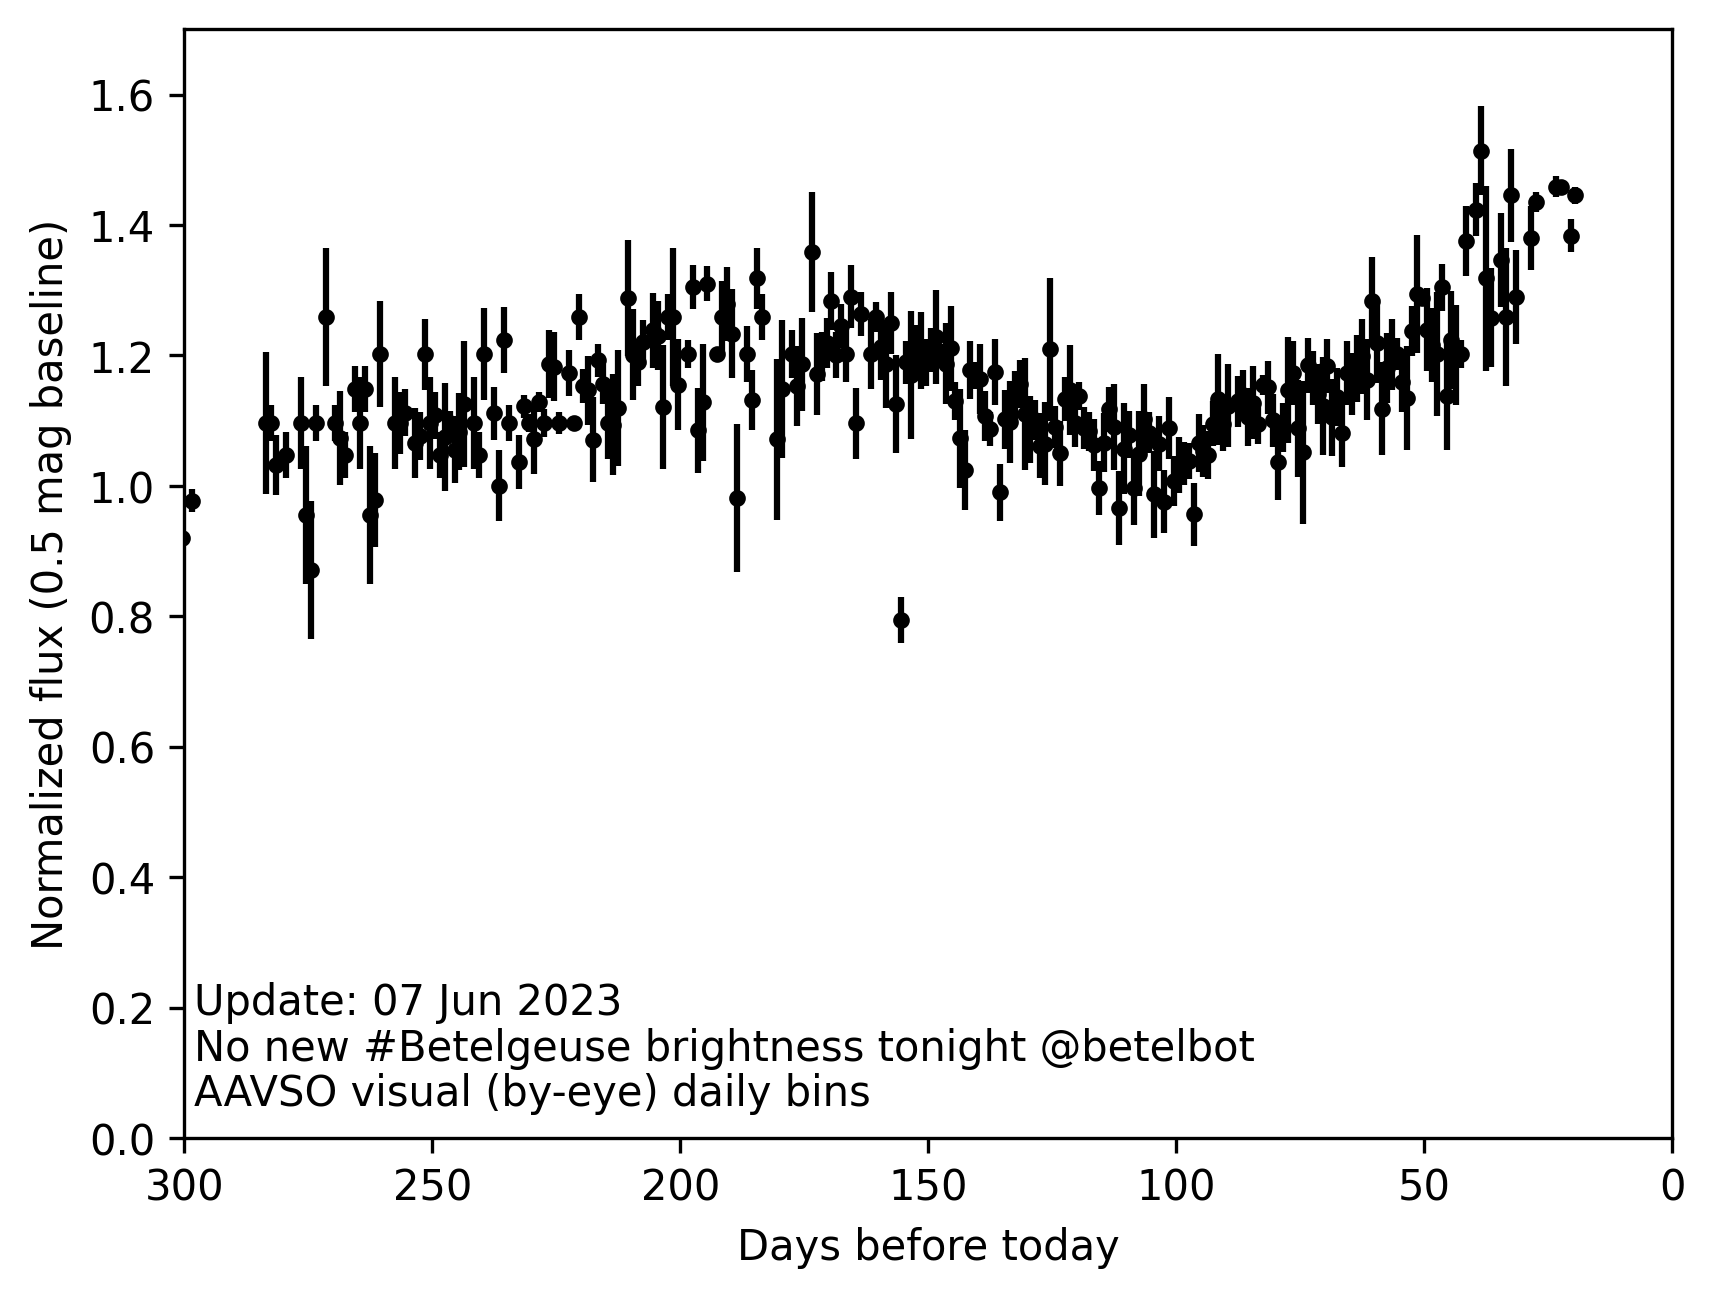 1.6
1.4
1.2
1.0
0.8
0.6
0.4
0.2
0.0
Normalized flux (0.5 mag baseline)
Update: 07 Jun 2023
No new #Betelgeuse brightness tonight @betelbot
AAVSO visual (by-eye) daily bins
300 250 200 150 100 50 0
Days before today